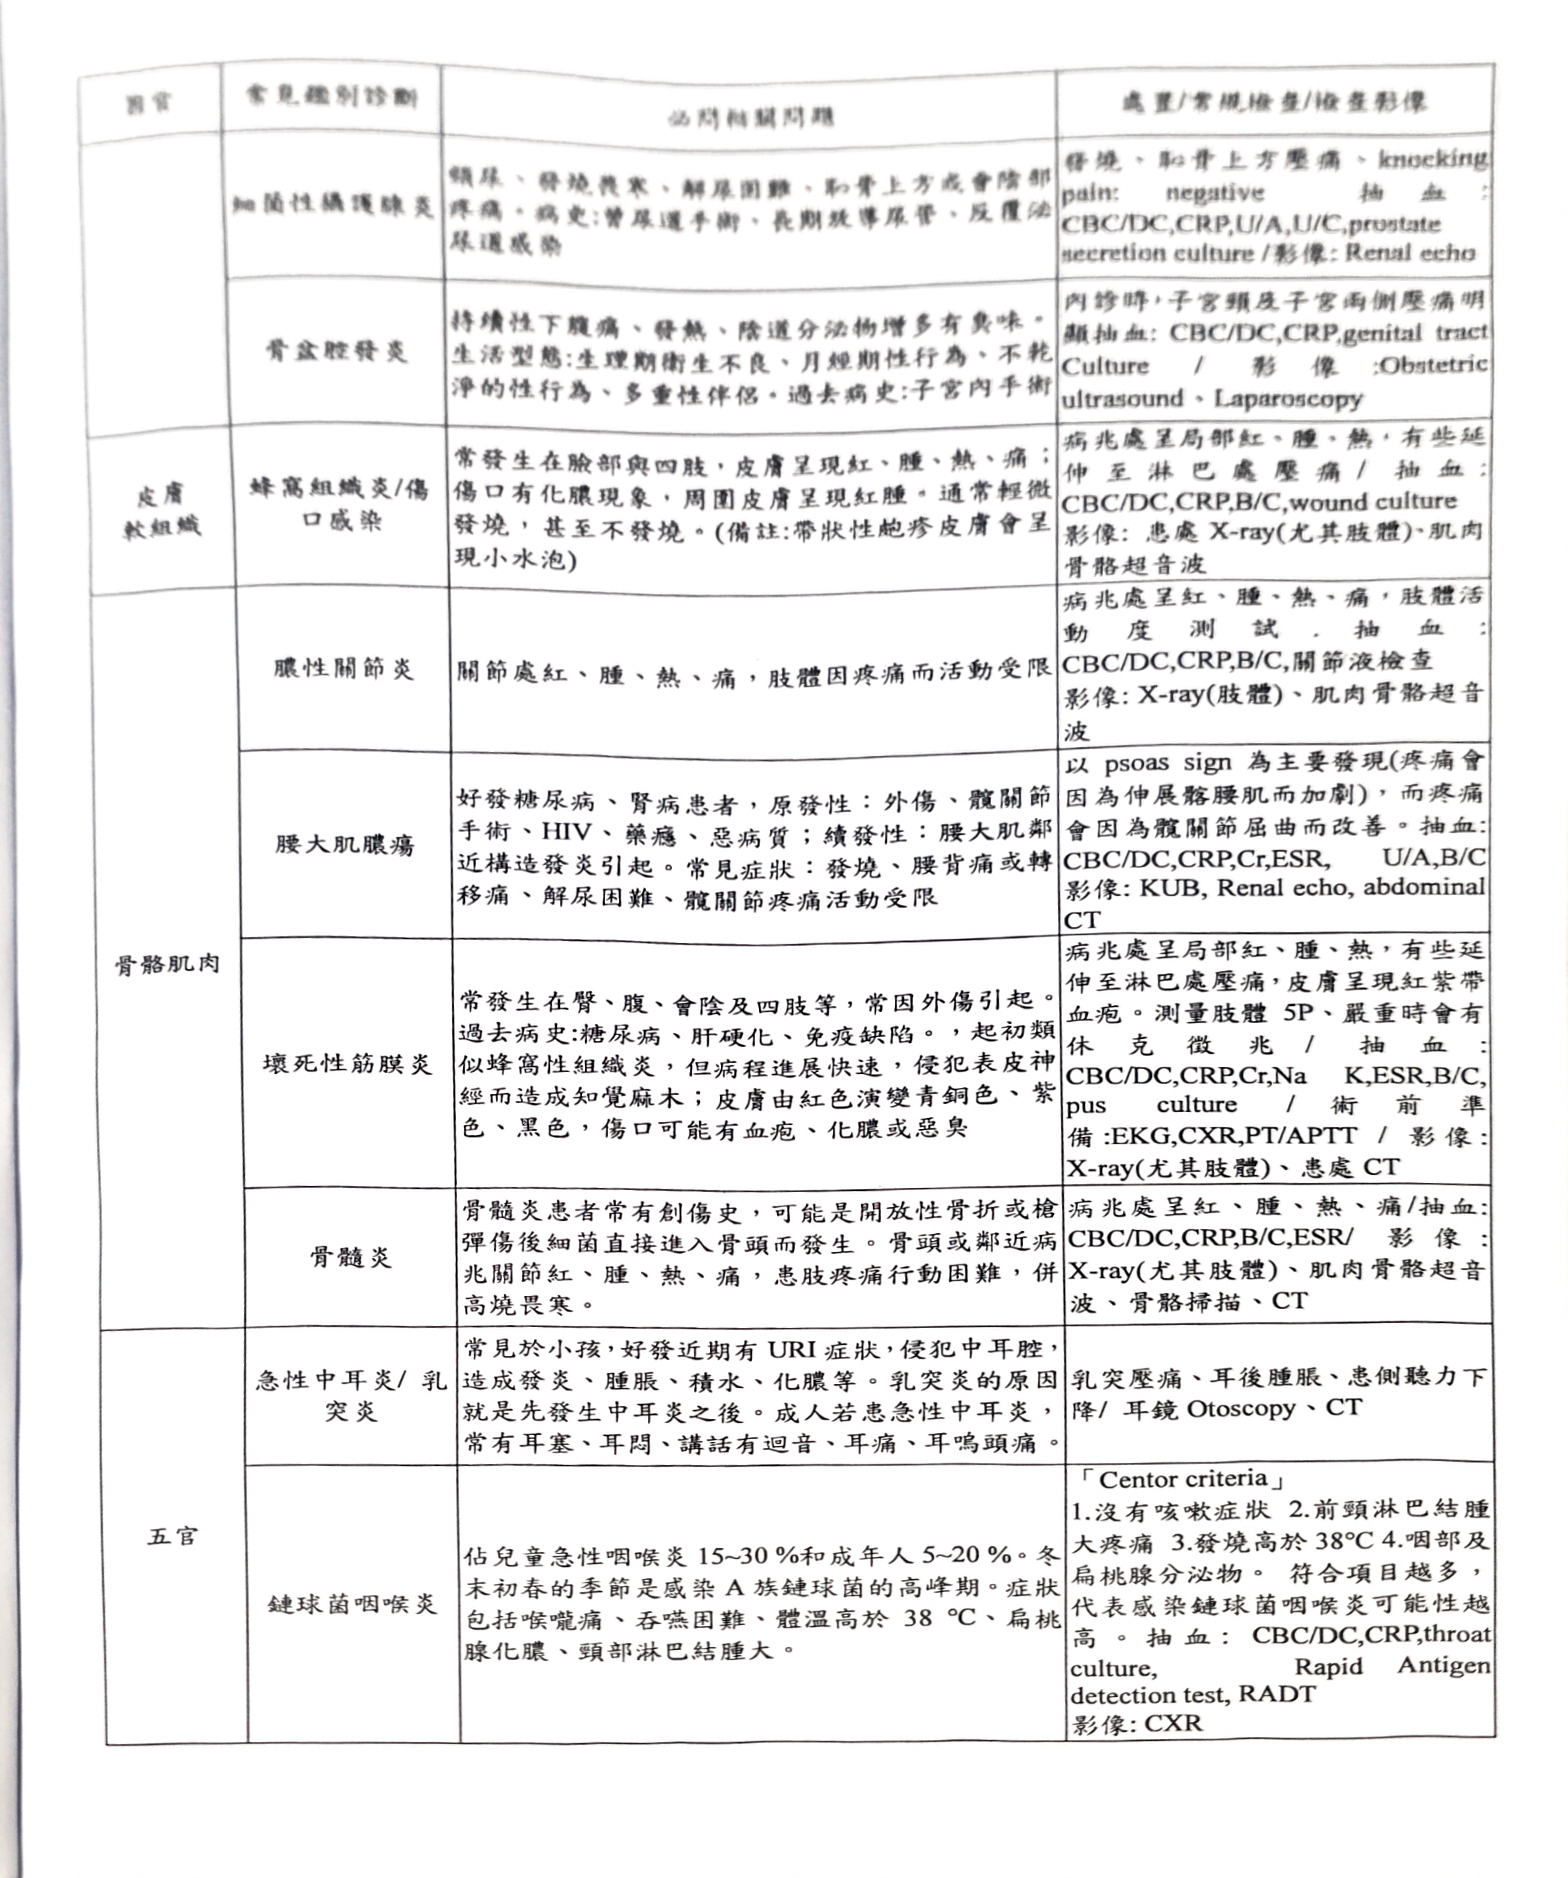 器官
常見鑑別診斷
必問相關問題
處置/常規檢查/檢查影像
細菌性攝護腺炎
頻尿、發燒畏寒、解尿困難、恥骨上方或會陰部
疼痛。病史:曾尿道手術、長期放導尿管、反覆泌
尿道感染
發燒、恥骨上方壓痛、knocking
pain: negative 抽血:
CBC/DC,CRP,U/A,U/C,prostate
secretion culture /影像: Renal echo
骨盆腔發炎
持續性下腹痛、發熱、陰道分泌物增多有臭味。
生活型態:生理期衛生不良、月經期性行為、不乾
淨的性行為、多重性伴侶。過去病史:子宮內手術
內診時,子宮頸及子宮兩側壓痛明
顯抽血: CBC/DC,CRP,genital tract
Culture / 影像:Obstetric
ultrasound、Laparoscopy
皮膚
軟組織
蜂窩組織炎/傷
口感染
常發生在臉部與四肢，皮膚呈現紅、腫、熱、痛；
傷口有化膿現象，周圍皮膚呈現紅腫。通常輕微
發燒，甚至不發燒。(備註:帶狀性皰疹皮膚會呈
現小水泡)
病兆處呈局部紅、腫、熱，有些延
伸至淋巴處壓痛/ 抽血:
CBC/DC,CRP,B/C,wound culture
影像: 患處 X-ray(尤其肢體)、肌肉
骨骼超音波
骨骼肌肉
膿性關節炎
關節處紅、腫、熱、痛，肢體因疼痛而活動受限
病兆處呈紅、腫、熱、痛，肢體活
動度測試．抽血:
CBC/DC,CRP,B/C,關節液檢查
影像: X-ray(肢體)、肌肉骨骼超音
波
腰大肌膿瘍
好發糖尿病、腎病患者，原發性：外傷、髖關節
手術、HIV、藥癮、惡病質；續發性：腰大肌鄰
近構造發炎引起。常見症狀：發燒、腰背痛或轉
移痛、解尿困難、髖關節疼痛活動受限
以 psoas sign 為主要發現(疼痛會
因為伸展髂腰肌而加劇)，而疼痛
會因為髖關節屈曲而改善。抽血:
CBC/DC,CRP,Cr,ESR, U/A,B/C
影像: KUB, Renal echo, abdominal
CT
壞死性筋膜炎
常發生在臀、腹、會陰及四肢等，常因外傷引起。
過去病史:糖尿病、肝硬化、免疫缺陷。，起初類
似蜂窩性組織炎，但病程進展快速，侵犯表皮神
經而造成知覺麻木；皮膚由紅色演變青銅色、紫
色、黑色，傷口可能有血疱、化膿或惡臭
病兆處呈局部紅、腫、熱，有些延
伸至淋巴處壓痛，皮膚呈現紅紫帶
血疱。測量肢體 5P、嚴重時會有
休克徵兆/ 抽血:
CBC/DC,CRP,Cr,Na K,ESR,B/C,
pus culture / 術前準
備:EKG,CXR,PT/APTT / 影像:
X-ray(尤其肢體)、患處 CT
骨髓炎
骨髓炎患者常有創傷史，可能是開放性骨折或槍
彈傷後細菌直接進入骨頭而發生。骨頭或鄰近病
兆關節紅、腫、熱、痛，患肢疼痛行動困難，併
高燒畏寒。
病兆處呈紅、腫、熱、痛/抽血:
CBC/DC,CRP,B/C,ESR/ 影像:
X-ray(尤其肢體)、肌肉骨骼超音
波、骨骼掃描、CT
五官
急性中耳炎/ 乳
突炎
常見於小孩，好發近期有 URI 症狀，侵犯中耳腔，
造成發炎、腫脹、積水、化膿等。乳突炎的原因
就是先發生中耳炎之後。成人若患急性中耳炎，
常有耳塞、耳悶、講話有迴音、耳痛、耳嗚頭痛。
乳突壓痛、耳後腫脹、患側聽力下
降/ 耳鏡 Otoscopy、CT
鏈球菌咽喉炎
佔兒童急性咽喉炎 15~30 %和成年人 5~20 %。冬
末初春的季節是感染 A 族鏈球菌的高峰期。症狀
包括喉嚨痛、吞嚥困難、體溫高於 38 ℃、扁桃
腺化膿、頸部淋巴結腫大。
「Centor criteria」
1.沒有咳嗽症狀 2.前頸淋巴結腫
大疼痛 3.發燒高於 38℃ 4.咽部及
扁桃腺分泌物。 符合項目越多，
代表感染鏈球菌咽喉炎可能性越
高。抽血: CBC/DC,CRP,throat
culture, Rapid Antigen
detection test, RADT
影像: CXR